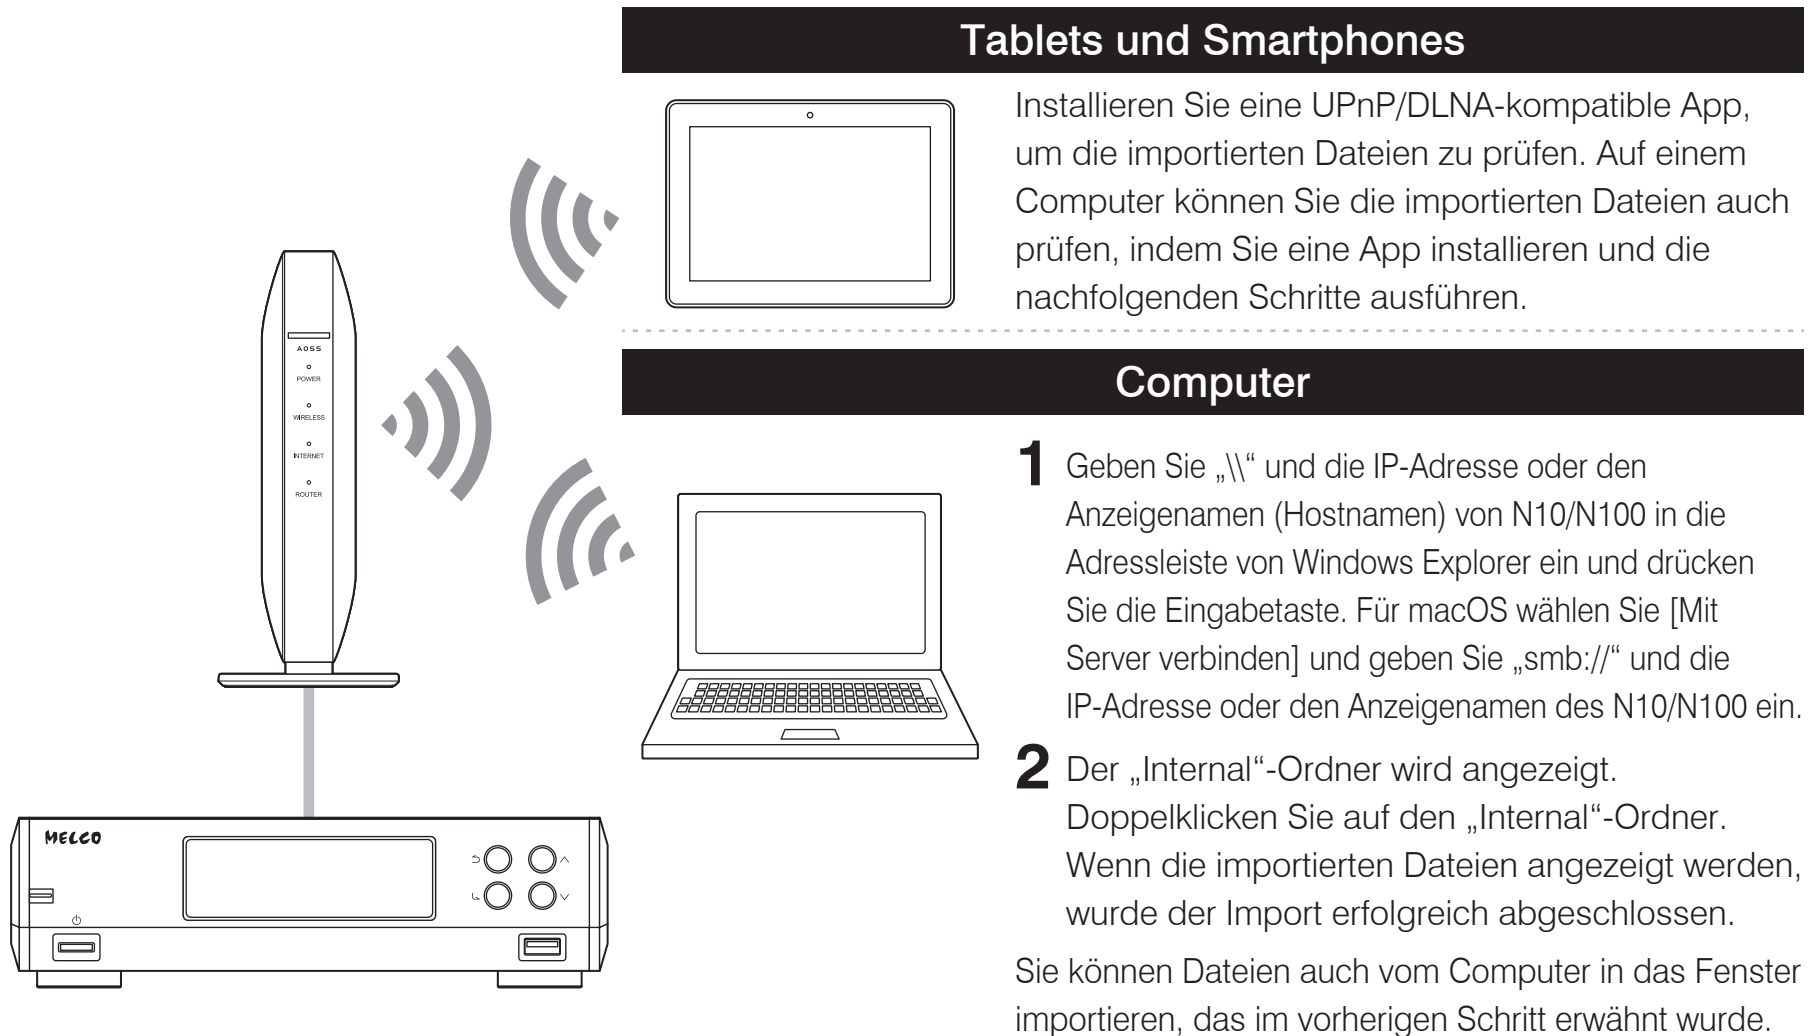 Tablets und Smartphones
Installieren Sie eine UPnP/DLNA-kompatible App,
um die importierten Dateien zu prüfen. Auf einem
Computer können Sie die importierten Dateien auch
prüfen, indem Sie eine App installieren und die
nachfolgenden Schritte ausführen.
AOSS
POWER
WIRELESS
INTERNET
ROUTER
Computer
1 Geben Sie „\\“ und die IP-Adresse oder den
Anzeigenamen (Hostnamen) von N10/N100 in die
Adressleiste von Windows Explorer ein und drücken
Sie die Eingabetaste. Für macOS wählen Sie [Mit
Server verbinden] und geben Sie „smb://“ und die
IP-Adresse oder den Anzeigenamen des N10/N100 ein.
2 Der „Internal“-Ordner wird angezeigt.
Doppelklicken Sie auf den „Internal“-Ordner.
Wenn die importierten Dateien angezeigt werden,
wurde der Import erfolgreich abgeschlossen.
Sie können Dateien auch vom Computer in das Fenster
importieren, das im vorherigen Schritt erwähnt wurde.
MELCO